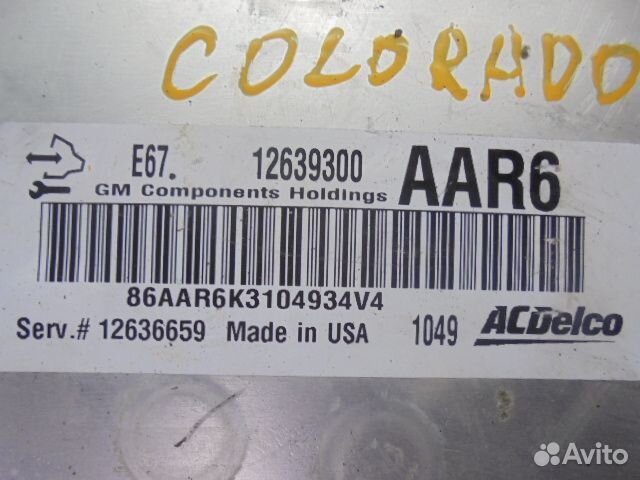 COLORADO
E67. 12639300 AAR6
GM Components Holdings
86AAR6K3104934V4
Serv.# 12636659 Made in USA 1049 ACDelco
Avito